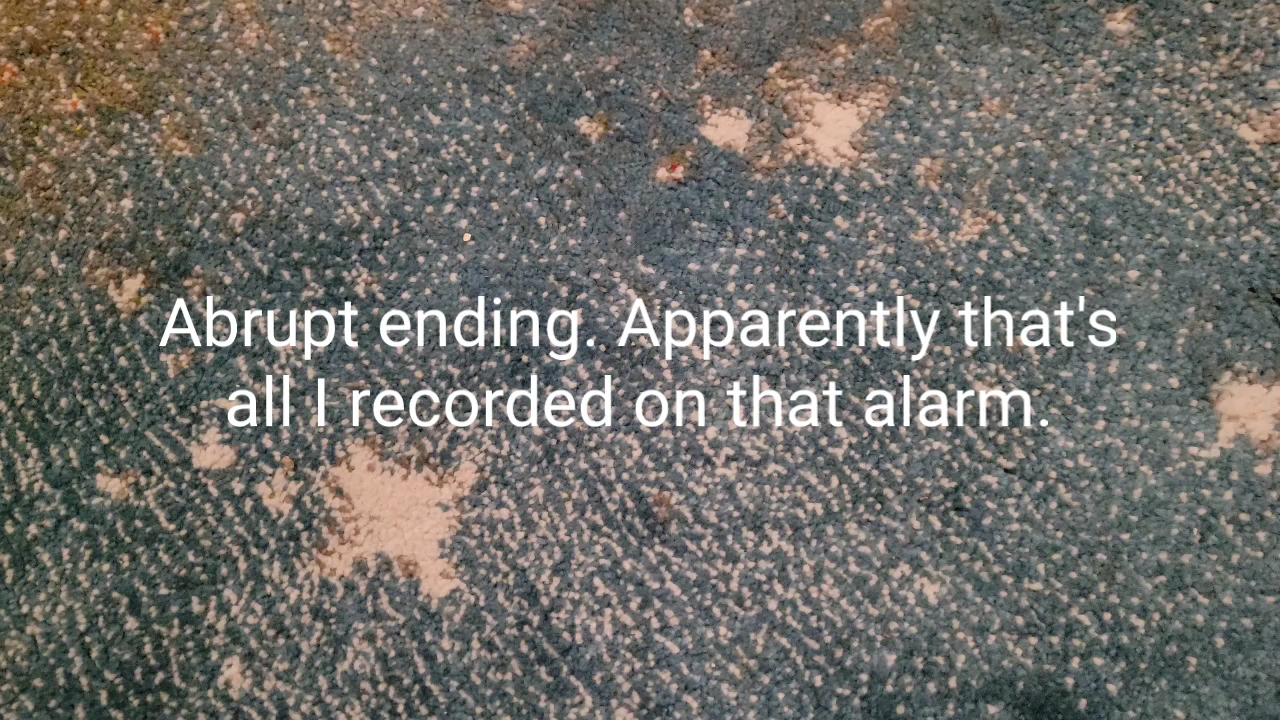 Abrupt ending. Apparently that's
all I recorded on that alarm.